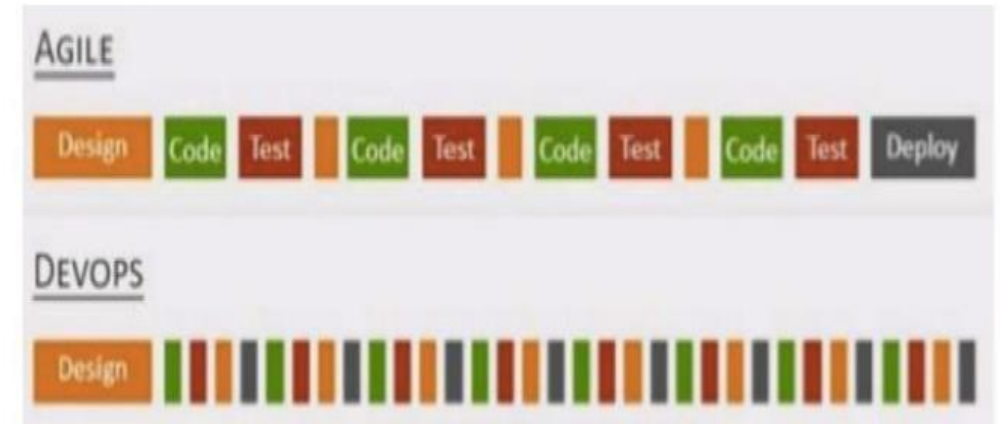 AGILE
Design Code Test Code Test Code Test Code Test Deploy
DEVOPS
Design